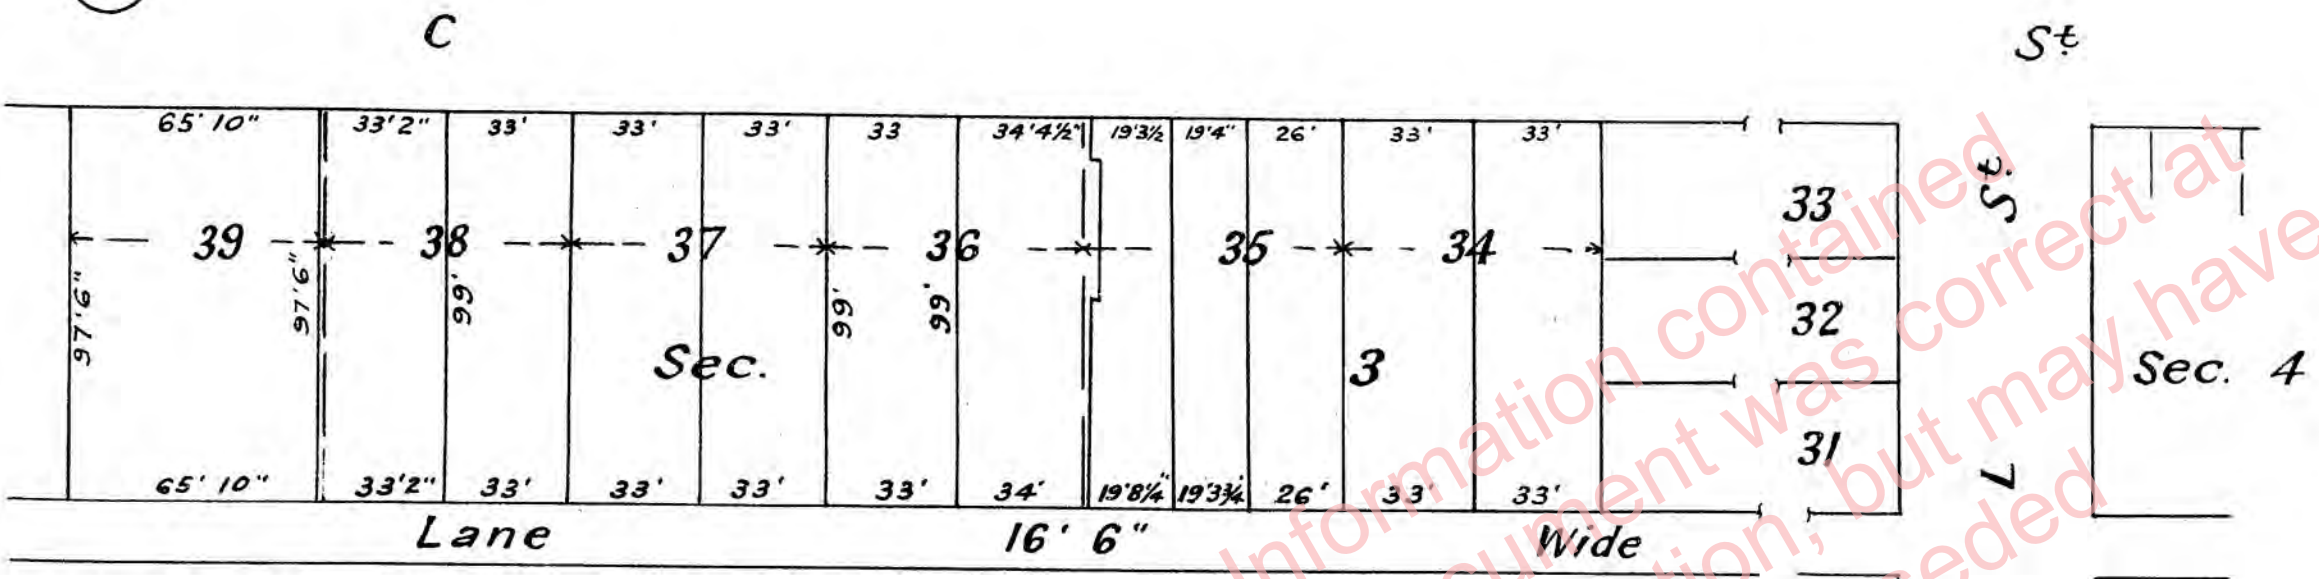 C St.
65' 10" 33'2" 33' 33' 33' 33 34'4½" 19'3½ 19'4" 26' 33' 33'
39 38 37 36 35 34 33
97'6" 97'6" 99' 99' 99'
32
Sec. 3 Sec. 4
31
65' 10" 33'2" 33' 33' 33' 33' 34' 19'8¼" 19'3¾ 26' 33' 33'
Lane 16' 6" Wide
L St.
Information contained
ument was correct at
tion, but may have
eded